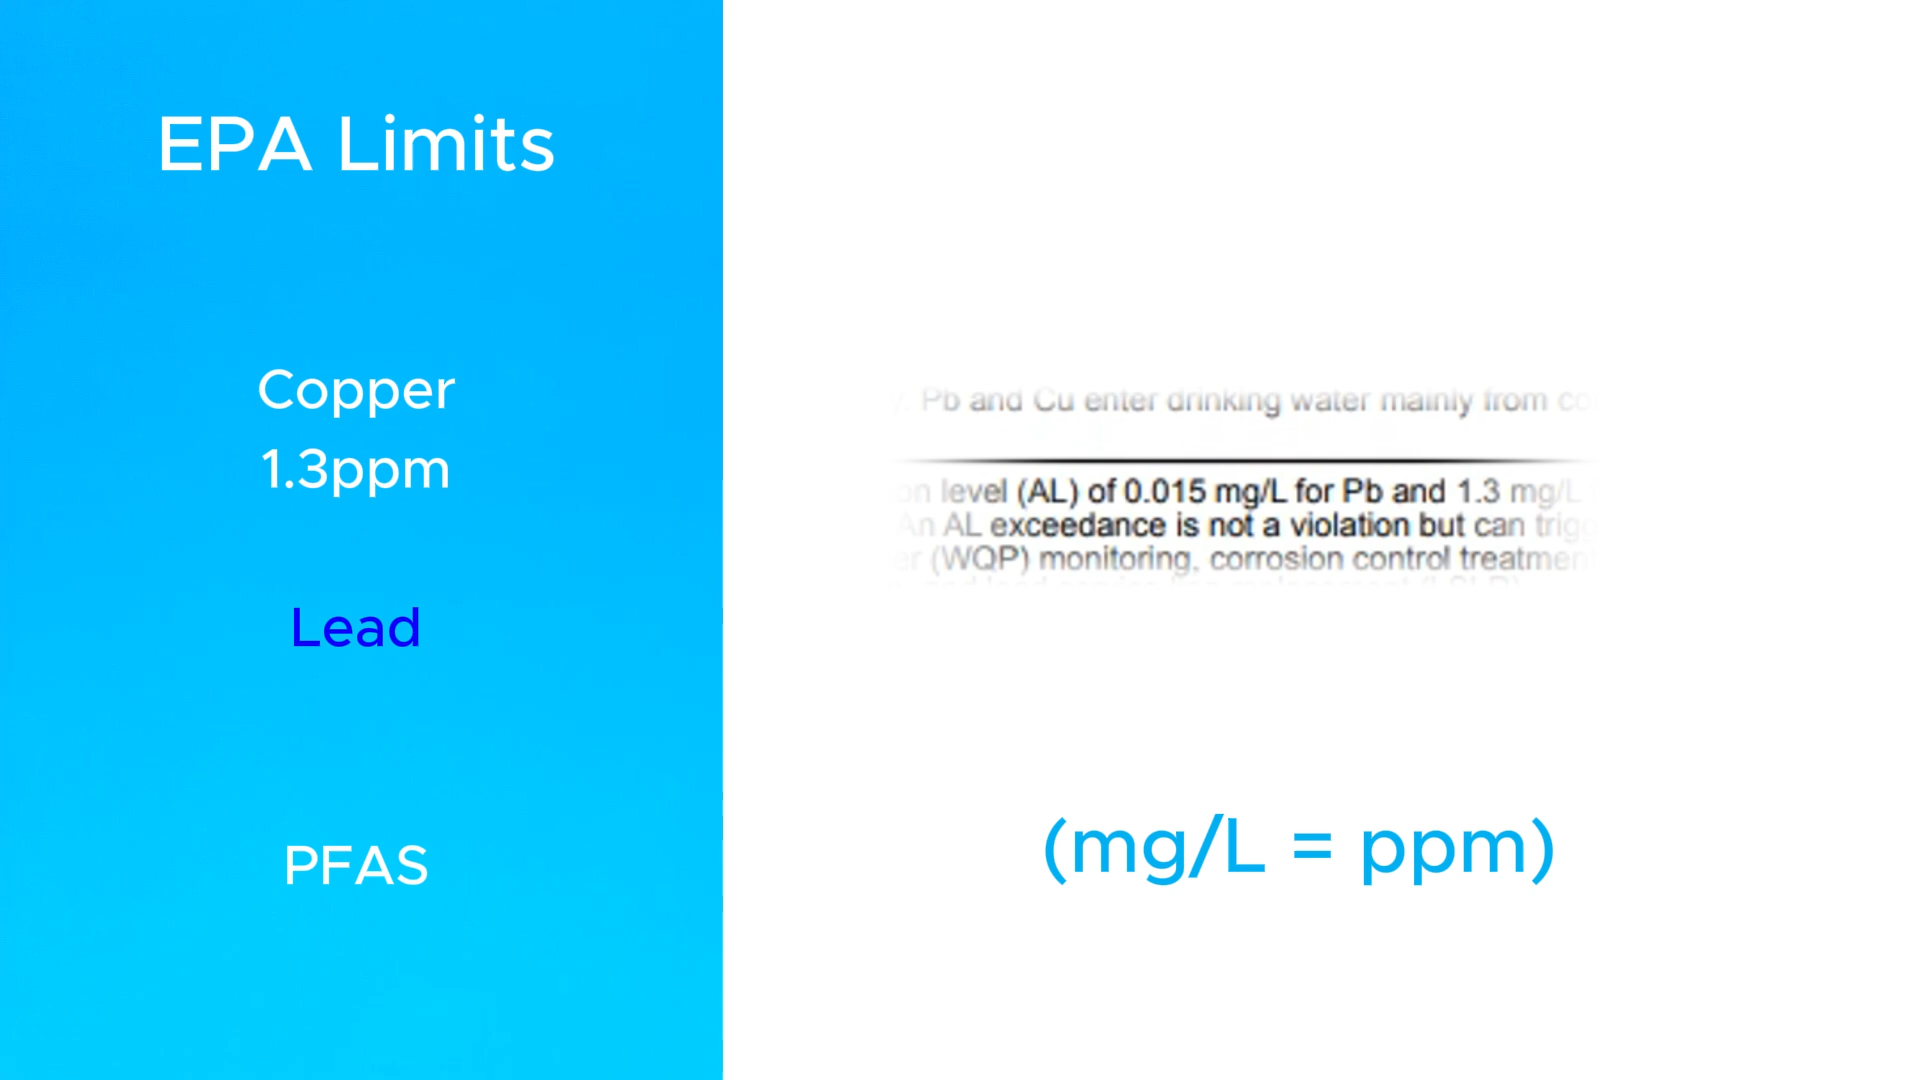 EPA Limits
Copper
1.3ppm
Lead
PFAS
Pb and Cu enter drinking water mainly from
level (AL) of 0.015 mg/L for Pb and 1.3 mg/L
An AL exceedance is not a violation but can
(WQP) monitoring, corrosion control
(mg/L = ppm)